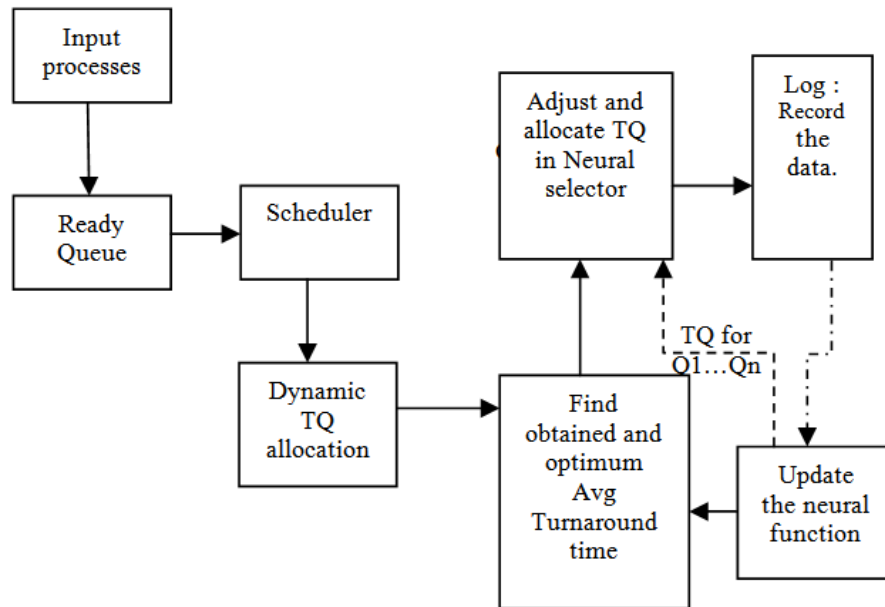 Input
processes
Ready
Queue
Scheduler
Dynamic
TQ
allocation
Adjust and
allocate TQ
in Neural
selector
Log :
Record
the
data.
TQ for
Q1...Qn
Find
obtained and
optimum
Avg
Turnaround
time
Update
the neural
function